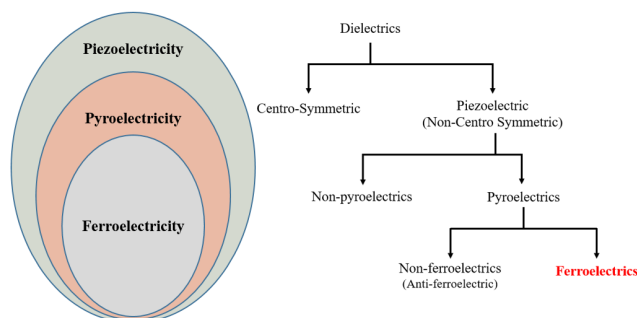 Piezoelectricity
Pyroelectricity
Ferroelectricity
Dielectrics
Centro-Symmetric
Piezoelectric
(Non-Centro Symmetric)
Non-pyroelectrics
Pyroelectrics
Non-ferroelectrics
(Anti-ferroelectric)
Ferroelectrics